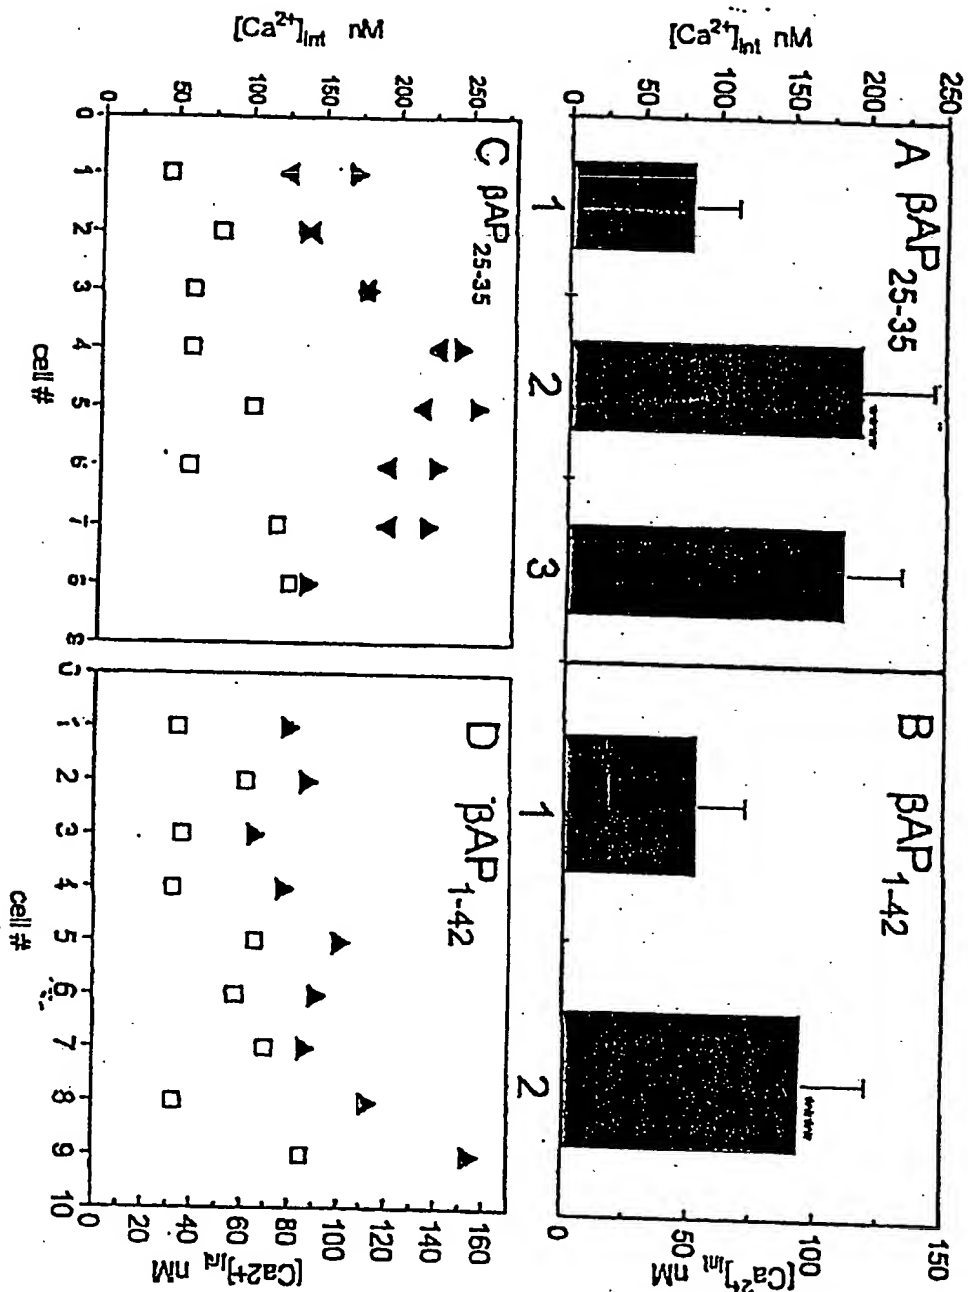 A βAP25-35
[Ca2+]Int nM
0 50 100 150 200 250
1 2 3
B βAP1-42
1 2
0 50 100 150
[Ca2+]Int nM
C βAP25-35
[Ca2+]Int nM
0 50 100 150 200 250
0 1 2 3 4 5 6 7
cell #
D βAP1-42
1 2 3 4 5 6 7 8 9 10
cell #
0 20 40 60 80 100 120 140 160
[Ca2+]Int nM